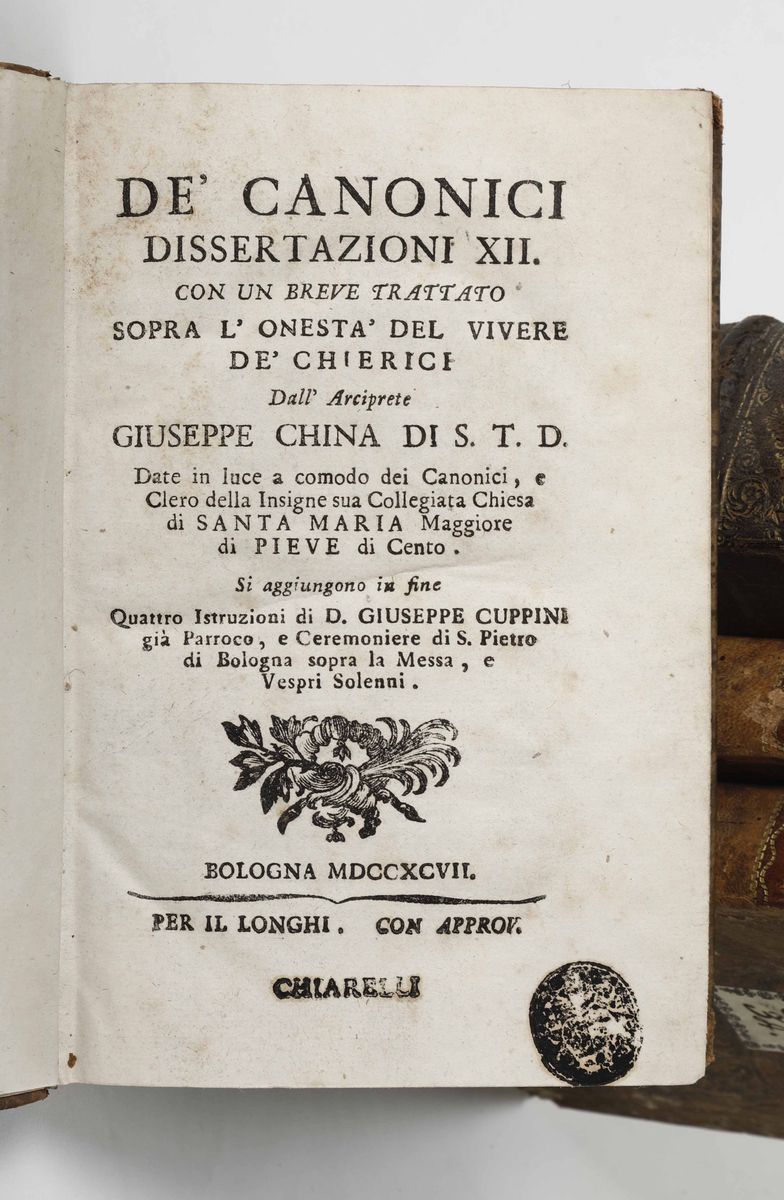 DE' CANONICI
DISSERTAZIONI XII.
CON UN BREVE TRATTATO
SOPRA L' ONESTA' DEL VIVERE
DE' CHIERICI
Dall' Arciprete
GIUSEPPE CHINA DI S. T. D.
Date in luce a comodo dei Canonici, e
Clero della Insigne sua Collegiata Chiesa
di SANTA MARIA Maggiore
di PIEVE di Cento.
Si aggiungono in fine
Quattro Istruzioni di D. GIUSEPPE CUPPINI
già Parroco, e Ceremoniere di S. Pietro
di Bologna sopra la Messa, e
Vespri Solenni.
BOLOGNA MDCCXCVII.
PER IL LONGHI. CON APPROV.
CHIARELLI